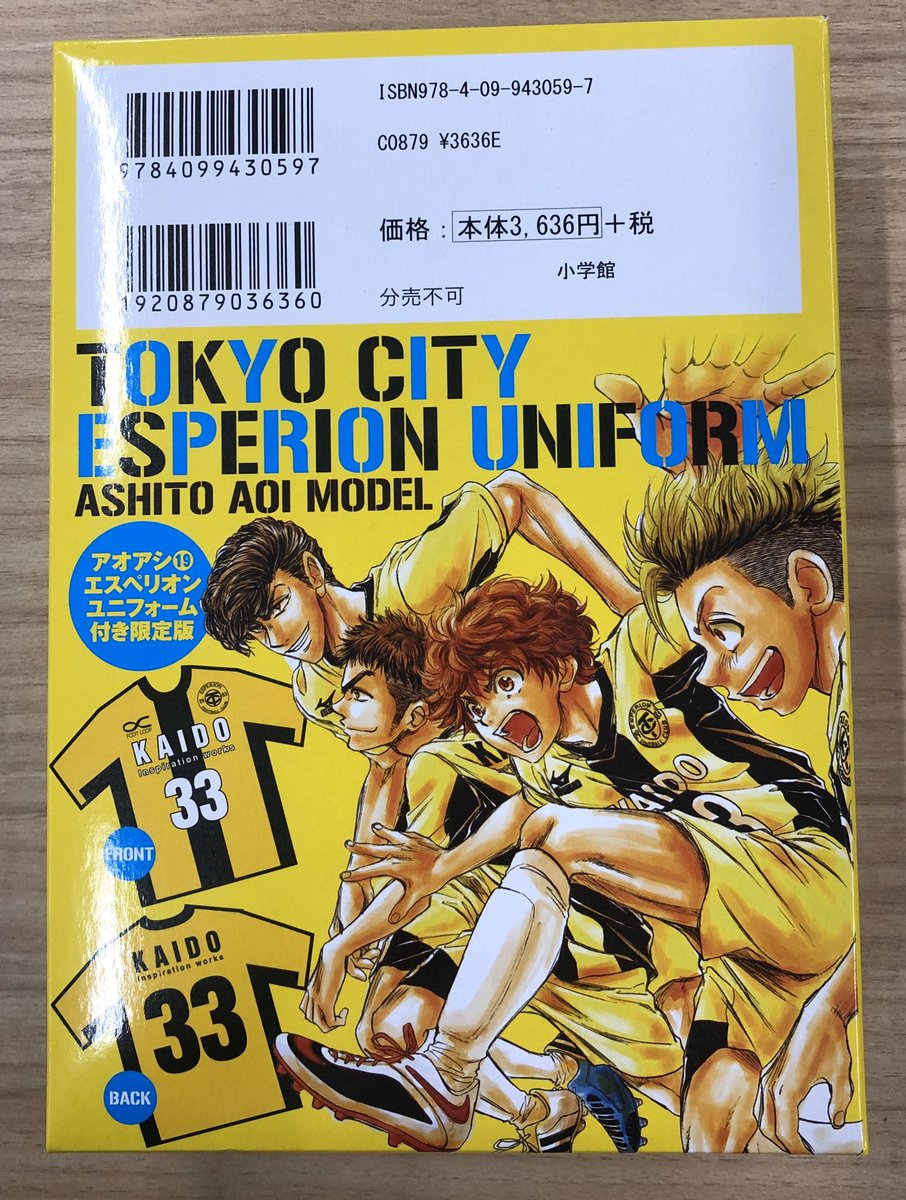 ISBN978-4-09-943059-7
9784099430597
C0879 ¥3636E
価格：本体3,636円＋税
小学館
1920879036360
分売不可
TOKYO CITY
ESPERION UNIFORM
ASHITO AOI MODEL
アオアシ⑲
エスペリオン
ユニフォーム
付き限定版
FOOT LOOP
KAIDO
Inspiration works
33
FRONT
KAIDO
Inspiration works
33
BACK
KAIDO